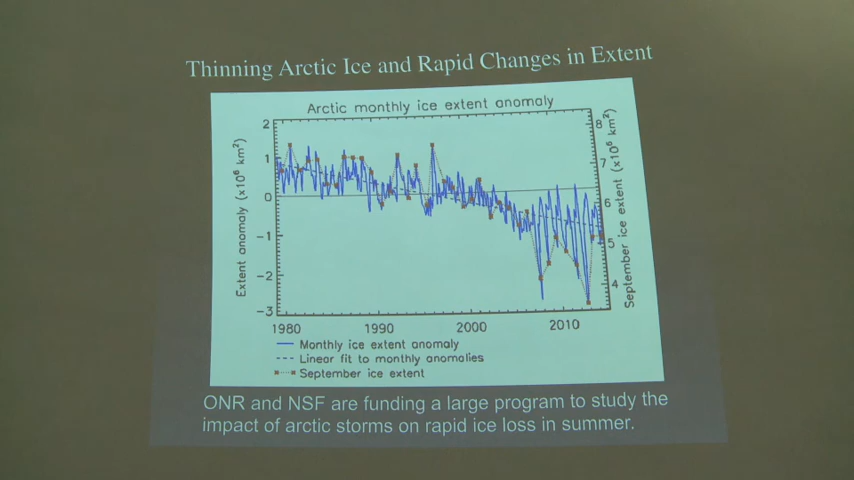 Thinning Arctic Ice and Rapid Changes in Extent
Arctic monthly ice extent anomaly
2
1
0
-1
-2
-3
Extent anomaly (x10⁶ km²)
8
7
6
5
4
September ice extent (x10⁶ km²)
1980 1990 2000 2010
Monthly ice extent anomaly
Linear fit to monthly anomalies
September ice extent
ONR and NSF are funding a large program to study the
impact of arctic storms on rapid ice loss in summer.